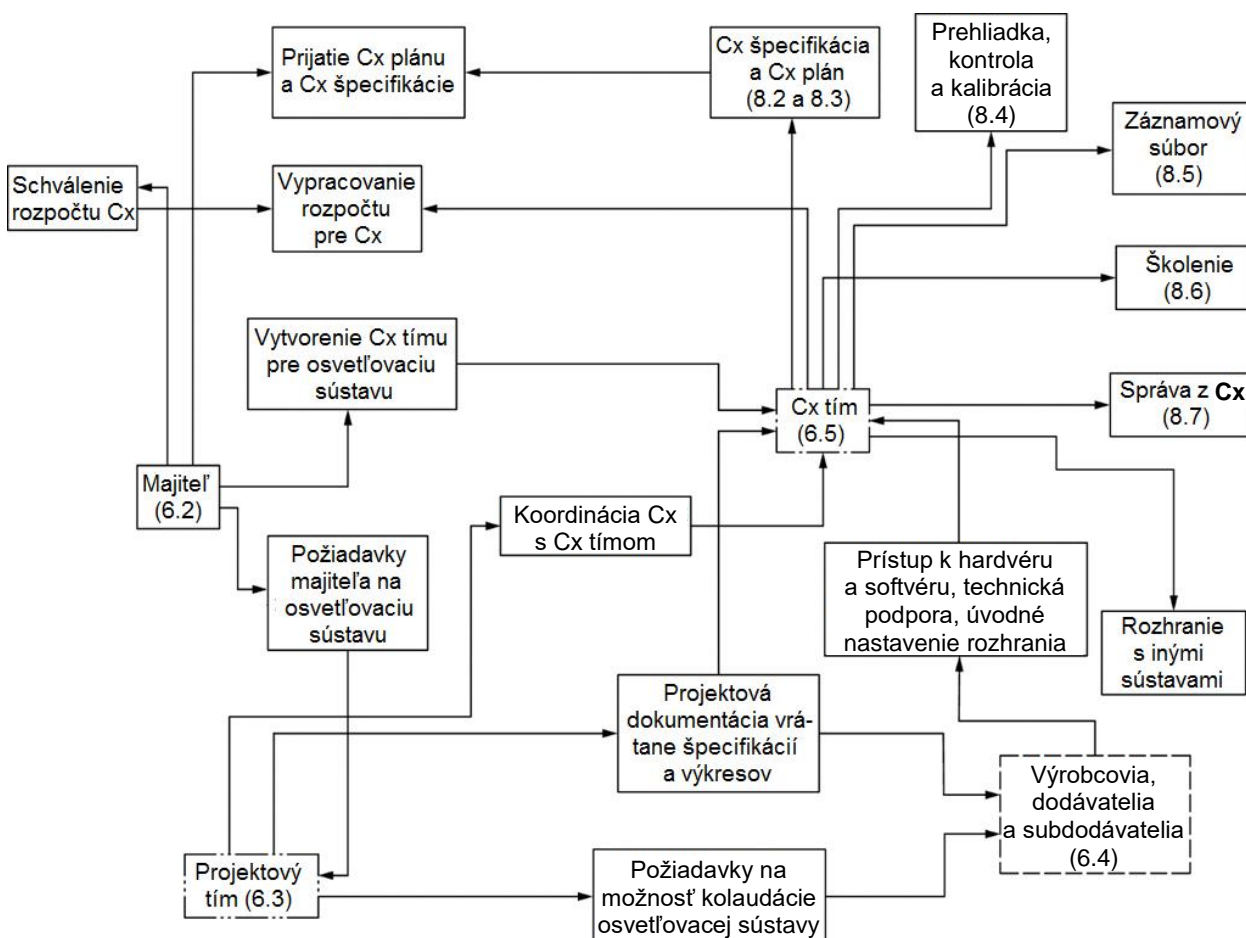 Prijatie Cx plánu
a Cx špecifikácie
Cx špecifikácia
a Cx plán
(8.2 a 8.3)
Prehliadka,
kontrola
a kalibrácia
(8.4)
Záznamový
súbor
(8.5)
Schválenie
rozpočtu Cx
Vypracovanie
rozpočtu
pre Cx
Školenie
(8.6)
Vytvorenie Cx tímu
pre osvetľovaciu
sústavu
Cx tím
(6.5)
Správa z Cx
(8.7)
Majiteľ
(6.2)
Koordinácia Cx
s Cx tímom
Požiadavky
majiteľa na
osvetľovaciu
sústavu
Prístup k hardvéru
a softvéru, technická
podpora, úvodné
nastavenie rozhrania
Rozhranie
s inými
sústavami
Projektová
dokumentácia vrá-
tane špecifikácií
a výkresov
Výrobcovia,
dodávatelia
a subdodávatelia
(6.4)
Projektový
tím (6.3)
Požiadavky na
možnosť kolaudácie
osvetľovacej sústavy